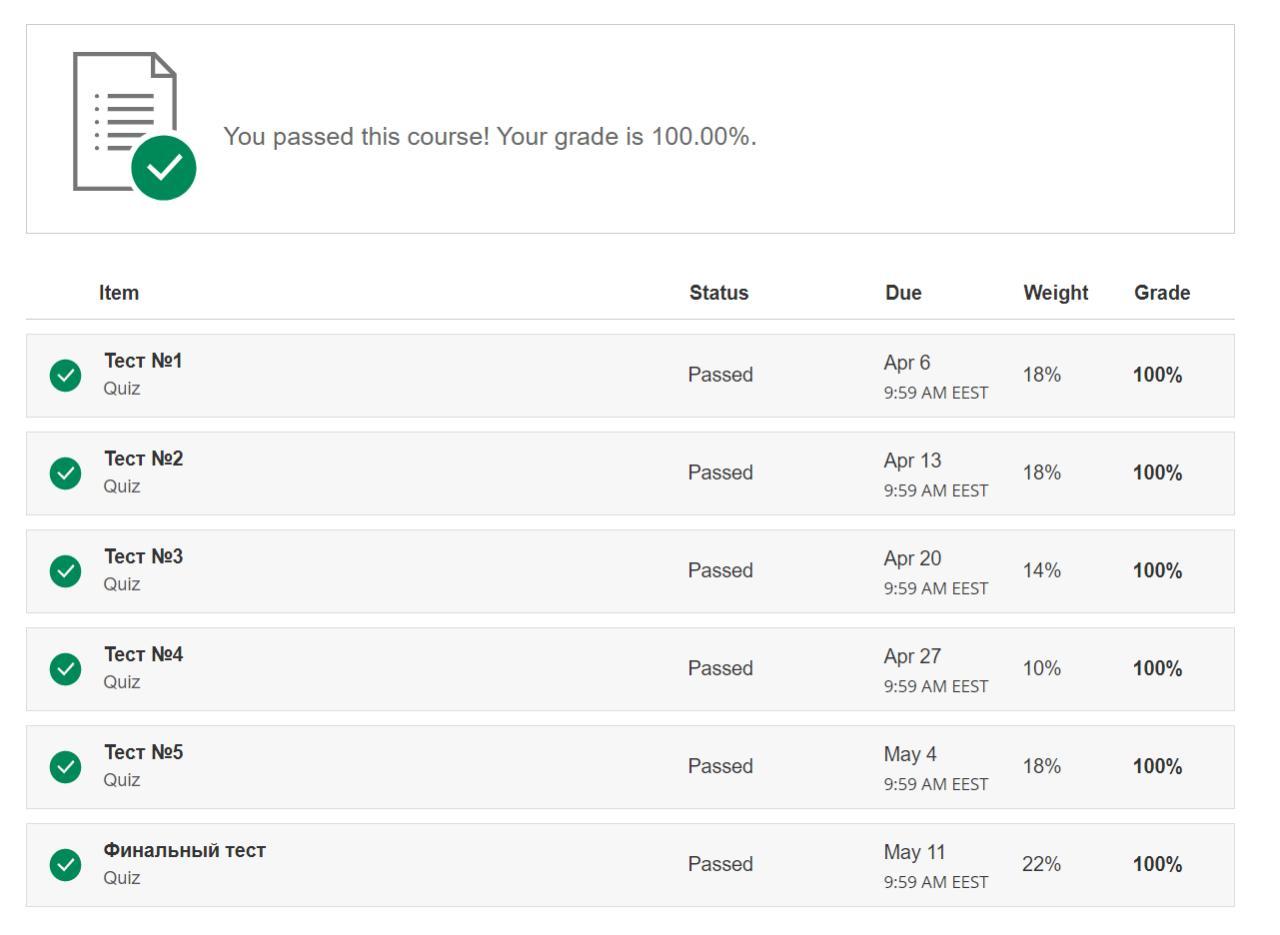 You passed this course! Your grade is 100.00%.
Item Status Due Weight Grade
Тест №1
Quiz
Passed
Apr 6
9:59 AM EEST
18%
100%
Тест №2
Quiz
Passed
Apr 13
9:59 AM EEST
18%
100%
Тест №3
Quiz
Passed
Apr 20
9:59 AM EEST
14%
100%
Тест №4
Quiz
Passed
Apr 27
9:59 AM EEST
10%
100%
Тест №5
Quiz
Passed
May 4
9:59 AM EEST
18%
100%
Финальный тест
Quiz
Passed
May 11
9:59 AM EEST
22%
100%